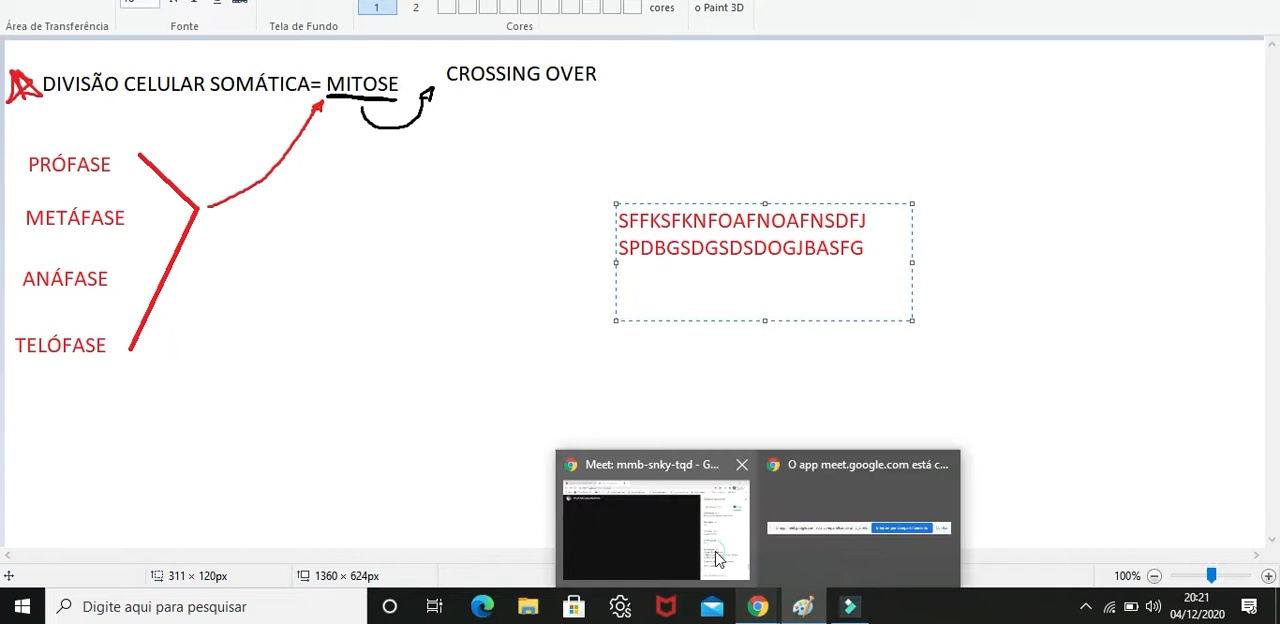 1
2
cores
o Paint 3D
Área de Transferência
Fonte
Tela de Fundo
Cores
DIVISÃO CELULAR SOMÁTICA= MITOSE
CROSSING OVER
PRÓFASE
METÁFASE
ANÁFASE
TELÓFASE
SFFKSFKNFOAFNOAFNSDFJ
SPDBGSDGSDSDOGJBASFG
Meet: mmb-snky-tqd - G...
O app meet.google.com está c...
311 × 120px
1360 × 624px
100%
Digite aqui para pesquisar
20:21
04/12/2020